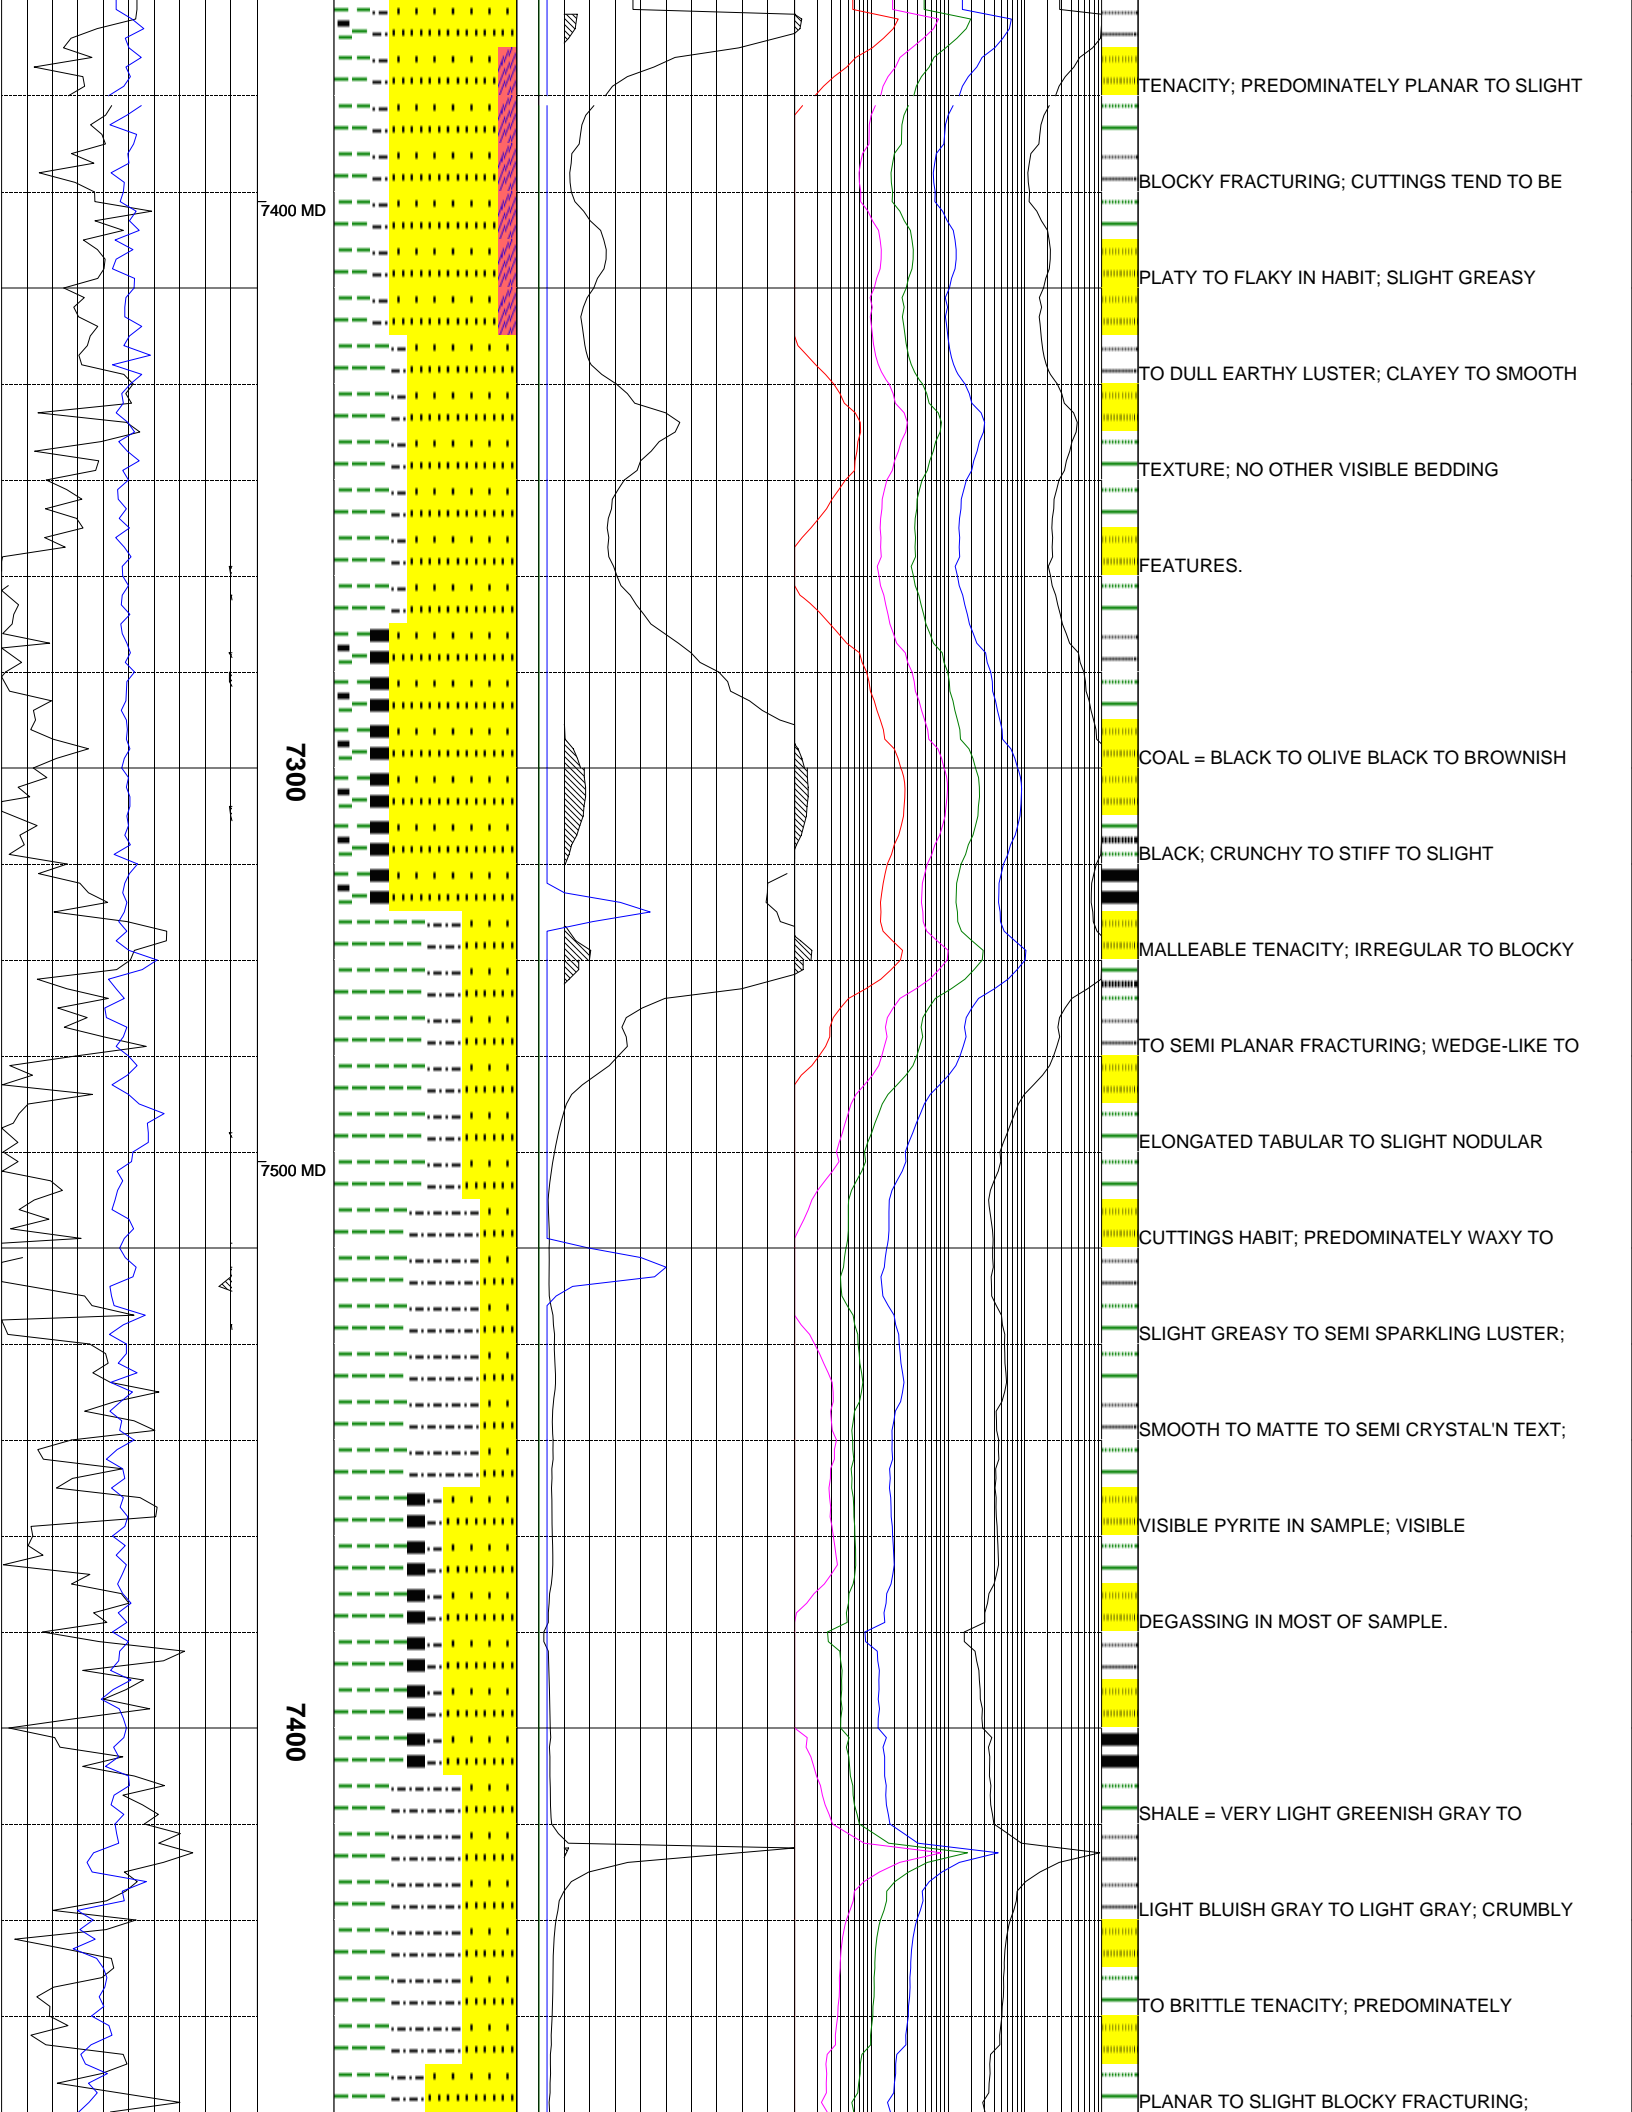 TENACITY; PREDOMINATELY PLANAR TO SLIGHT
BLOCKY FRACTURING; CUTTINGS TEND TO BE
7400 MD
PLATY TO FLAKY IN HABIT; SLIGHT GREASY
TO DULL EARTHY LUSTER; CLAYEY TO SMOOTH
TEXTURE; NO OTHER VISIBLE BEDDING
FEATURES.
7300
COAL = BLACK TO OLIVE BLACK TO BROWNISH
BLACK; CRUNCHY TO STIFF TO SLIGHT
MALLEABLE TENACITY; IRREGULAR TO BLOCKY
TO SEMI PLANAR FRACTURING; WEDGE-LIKE TO
ELONGATED TABULAR TO SLIGHT NODULAR
7500 MD
CUTTINGS HABIT; PREDOMINATELY WAXY TO
SLIGHT GREASY TO SEMI SPARKLING LUSTER;
SMOOTH TO MATTE TO SEMI CRYSTAL'N TEXT;
VISIBLE PYRITE IN SAMPLE; VISIBLE
DEGASSING IN MOST OF SAMPLE.
7400
SHALE = VERY LIGHT GREENISH GRAY TO
LIGHT BLUISH GRAY TO LIGHT GRAY; CRUMBLY
TO BRITTLE TENACITY; PREDOMINATELY
PLANAR TO SLIGHT BLOCKY FRACTURING;